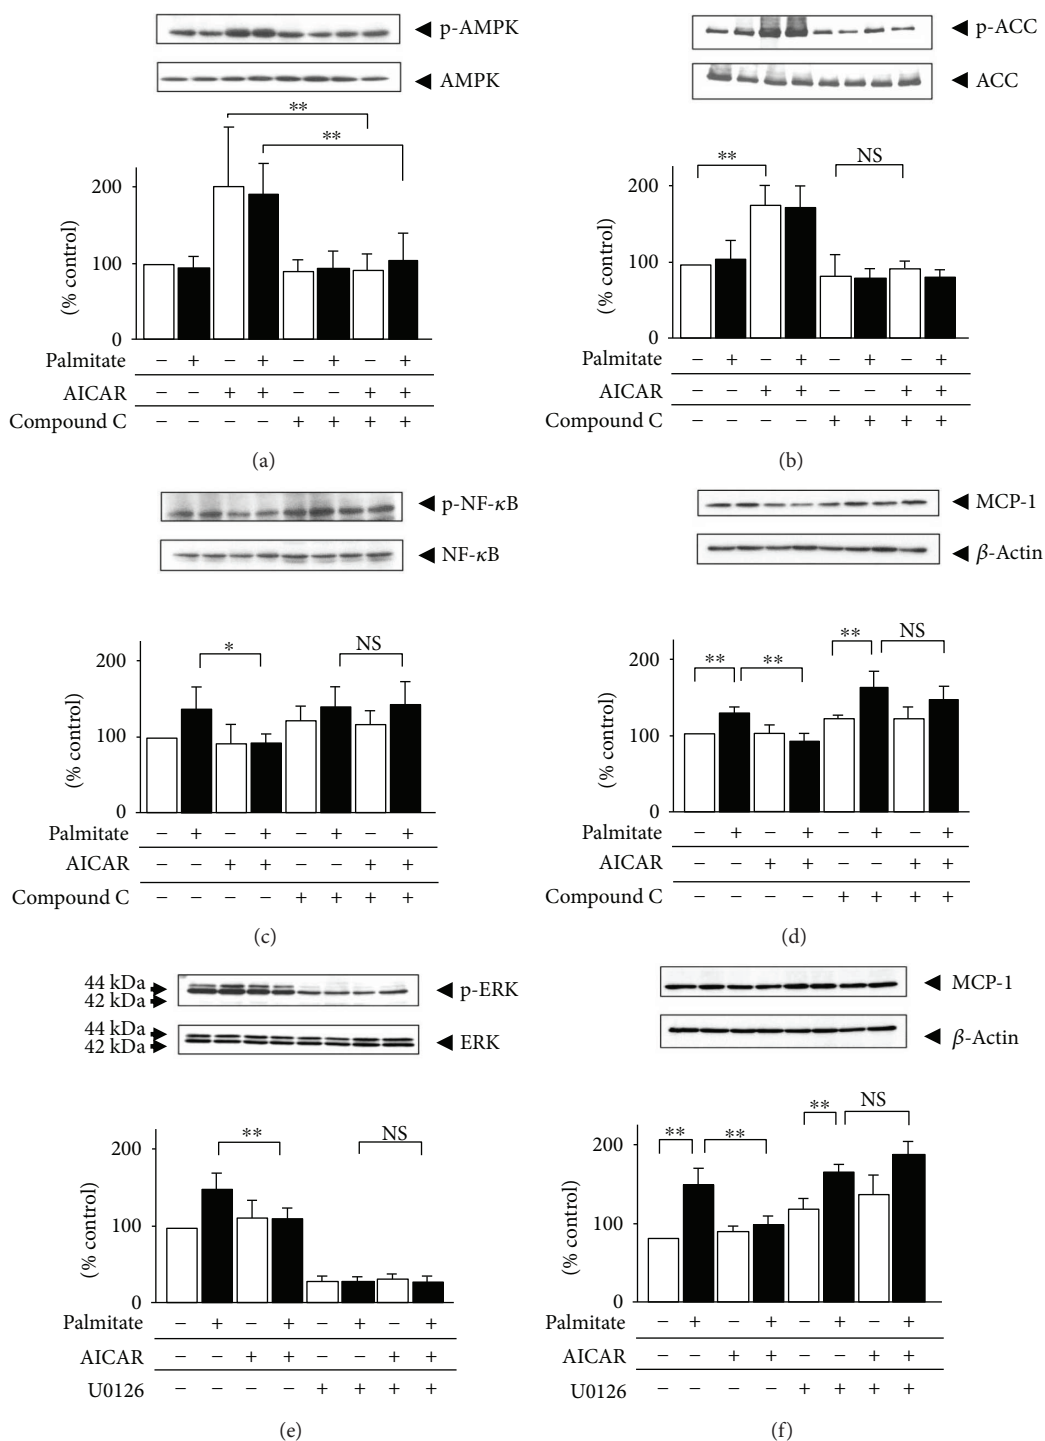 p-AMPK
AMPK
**
**
200
100
0
(% control)
Palmitate − + − + − + − +
AICAR − − + + − − + +
Compound C − − − − + + + +
(a)
p-ACC
ACC
**
NS
200
100
0
(% control)
Palmitate − + − + − + − +
AICAR − − + + − − + +
Compound C − − − − + + + +
(b)
p-NF-κB
NF-κB
*
NS
200
100
0
(% control)
Palmitate − + − + − + − +
AICAR − − + + − − + +
Compound C − − − − + + + +
(c)
MCP-1
β-Actin
**
**
**
NS
200
100
0
(% control)
Palmitate − + − + − + − +
AICAR − − + + − − + +
Compound C − − − − + + + +
(d)
44 kDa
42 kDa
p-ERK
44 kDa
42 kDa
ERK
**
NS
200
100
0
(% control)
Palmitate − + − + − + − +
AICAR − − + + − − + +
U0126 − − − − + + + +
(e)
MCP-1
β-Actin
**
**
**
NS
200
100
0
(% control)
Palmitate − + − + − + − +
AICAR − − + + − − + +
U0126 − − − − + + + +
(f)